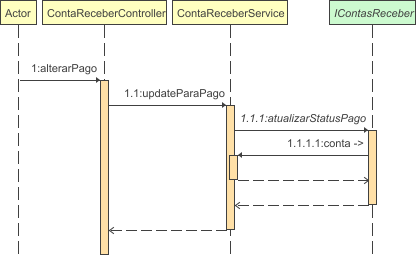 Actor
ContaReceberController
ContaReceberService
IContasReceber
1:alterarPago
1.1:updateParaPago
1.1.1:atualizarStatusPago
1.1.1.1:conta ->